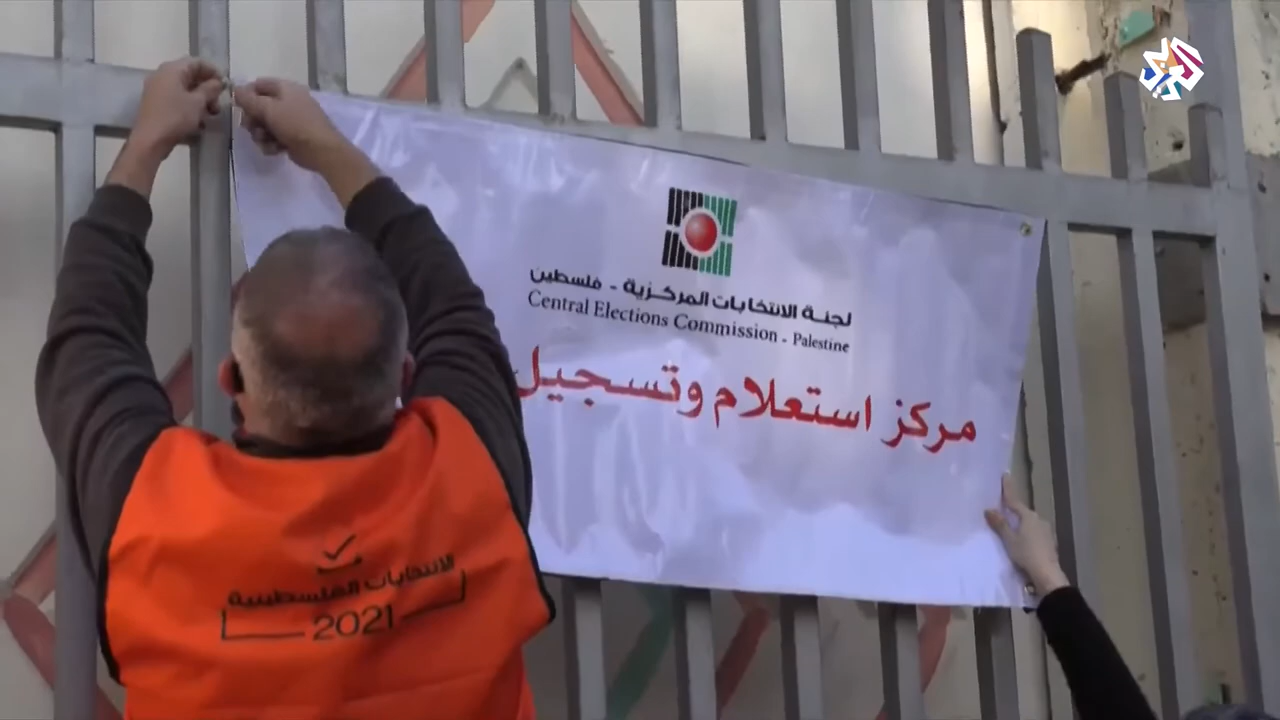 لجنة الانتخابات المركزية - فلسطين
Central Elections Commission - Palestine
مركز استعلام وتسجيل
الانتخابات الفلسطينية
2021